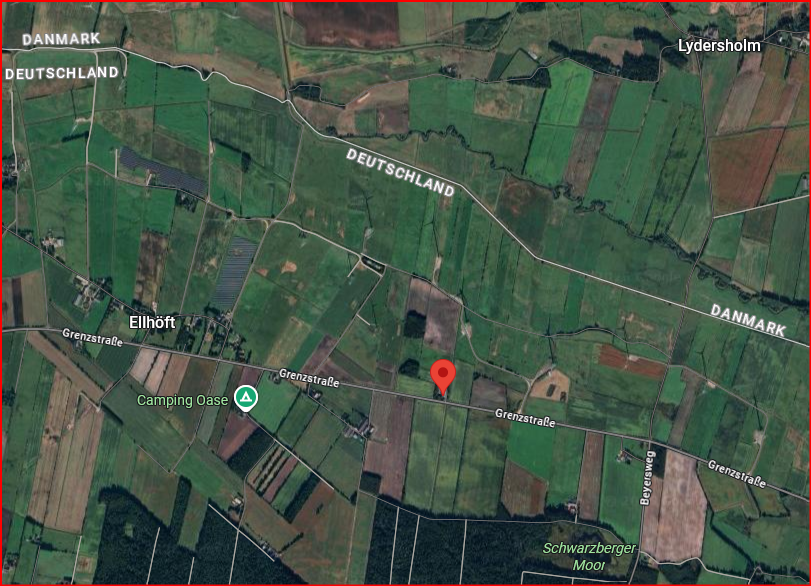 DANMARK
Lydersholm
DEUTSCHLAND
DEUTSCHLAND
DANMARK
Ellhöft
Grenzstraße
Grenzstraße
Camping Oase
Grenzstraße
Grenzstraße
Beyersweg
Schwarzberger
Moor